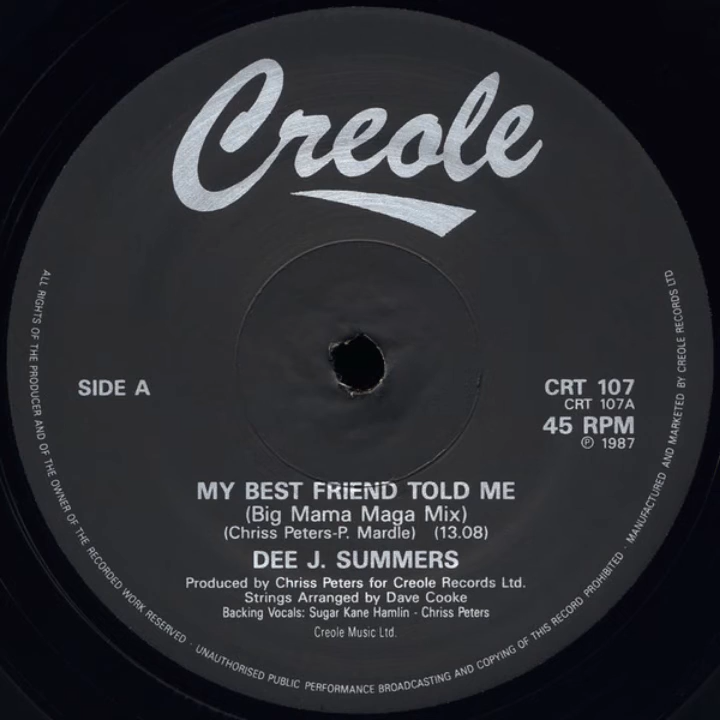 Creole
SIDE A
CRT 107
CRT 107A
45 RPM
℗ 1987
MY BEST FRIEND TOLD ME
(Big Mama Maga Mix)
(Chriss Peters-P. Mardle) (13.08)
DEE J. SUMMERS
Produced by Chriss Peters for Creole Records Ltd.
Strings Arranged by Dave Cooke
Backing Vocals: Sugar Kane Hamlin - Chriss Peters
Creole Music Ltd.
ALL RIGHTS OF THE PRODUCER AND OF THE OWNER OF THE RECORDED WORK RESERVED · UNAUTHORISED PUBLIC PERFORMANCE BROADCASTING AND COPYING OF THIS RECORD PROHIBITED · MANUFACTURED AND MARKETED BY CREOLE RECORDS LTD